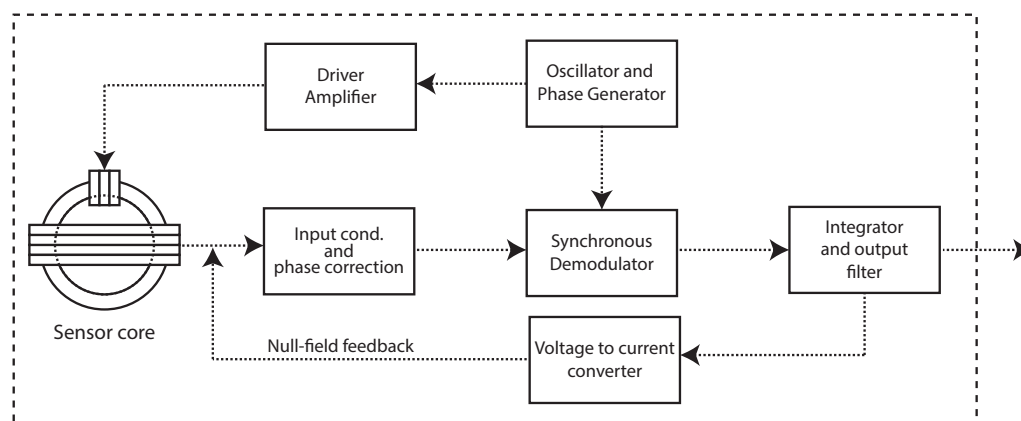 Driver
Amplifier
Oscillator and
Phase Generator
Input cond.
and
phase correction
Synchronous
Demodulator
Integrator
and output
filter
Sensor core
Null-field feedback
Voltage to current
converter